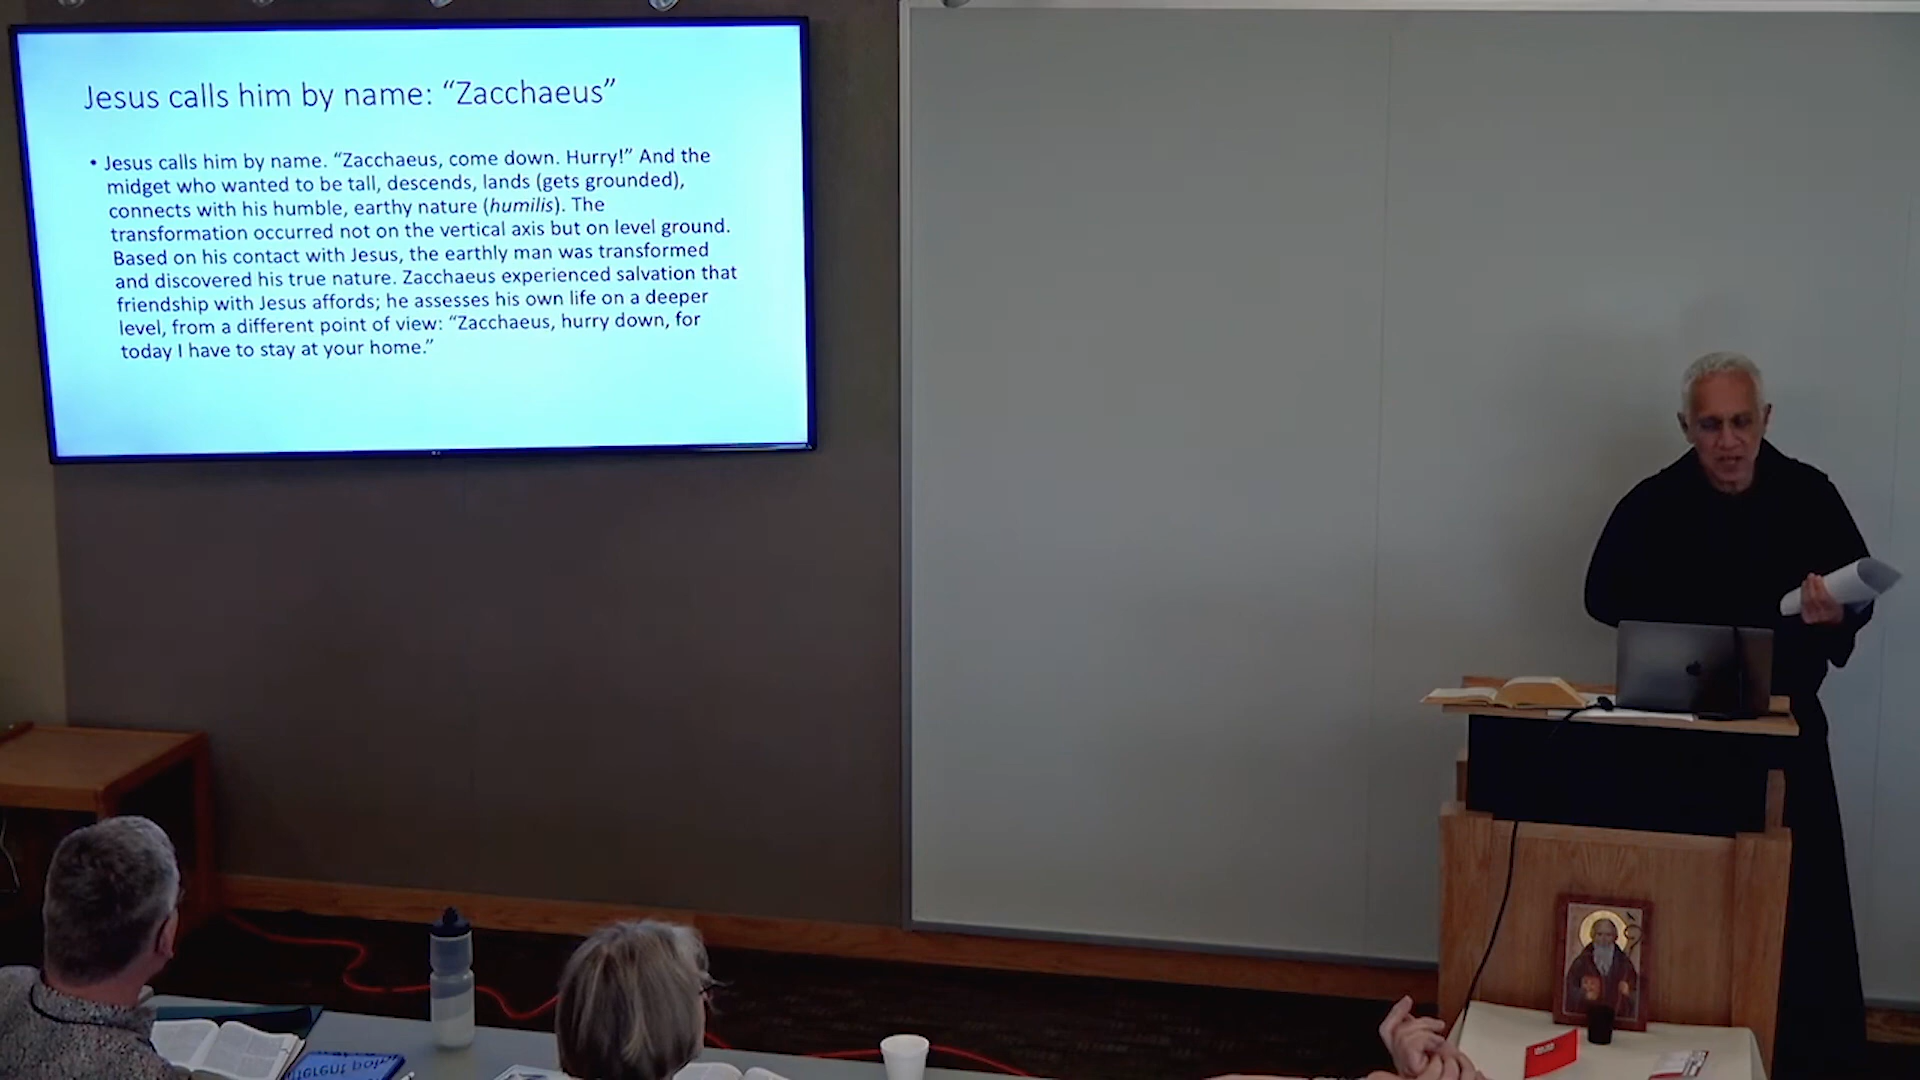 Jesus calls him by name: “Zacchaeus”
• Jesus calls him by name. “Zacchaeus, come down. Hurry!” And the
midget who wanted to be tall, descends, lands (gets grounded),
connects with his humble, earthy nature (humilis). The
transformation occurred not on the vertical axis but on level ground.
Based on his contact with Jesus, the earthly man was transformed
and discovered his true nature. Zacchaeus experienced salvation that
friendship with Jesus affords; he assesses his own life on a deeper
level, from a different point of view: “Zacchaeus, hurry down, for
today I have to stay at your home.”